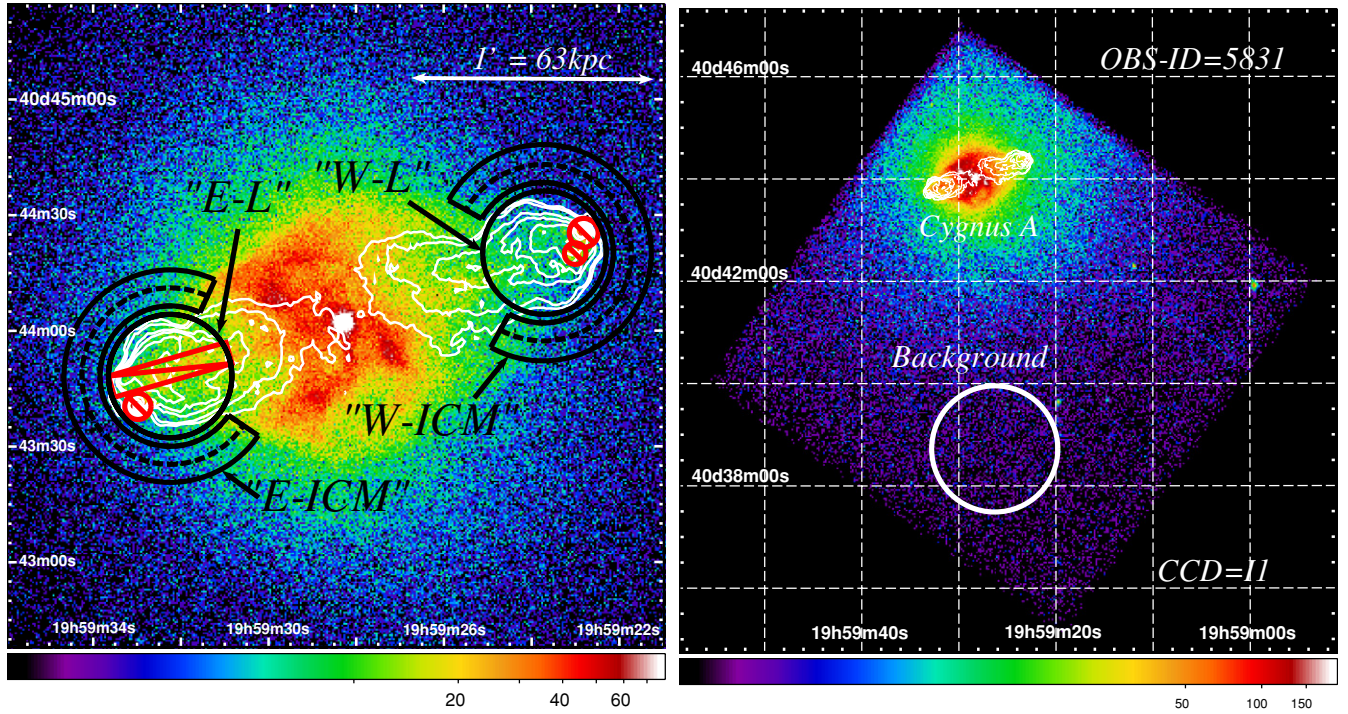 1' = 63kpc
40d45m00s
"W-L"
"E-L"
44m30s
44m00s
"W-ICM"
43m30s
"E-ICM"
43m00s
19h59m34s 19h59m30s 19h59m26s 19h59m22s
20 40 60
OBS-ID=5831
40d46m00s
Cygnus A
40d42m00s
Background
40d38m00s
CCD=I1
19h59m40s 19h59m20s 19h59m00s
50 100 150